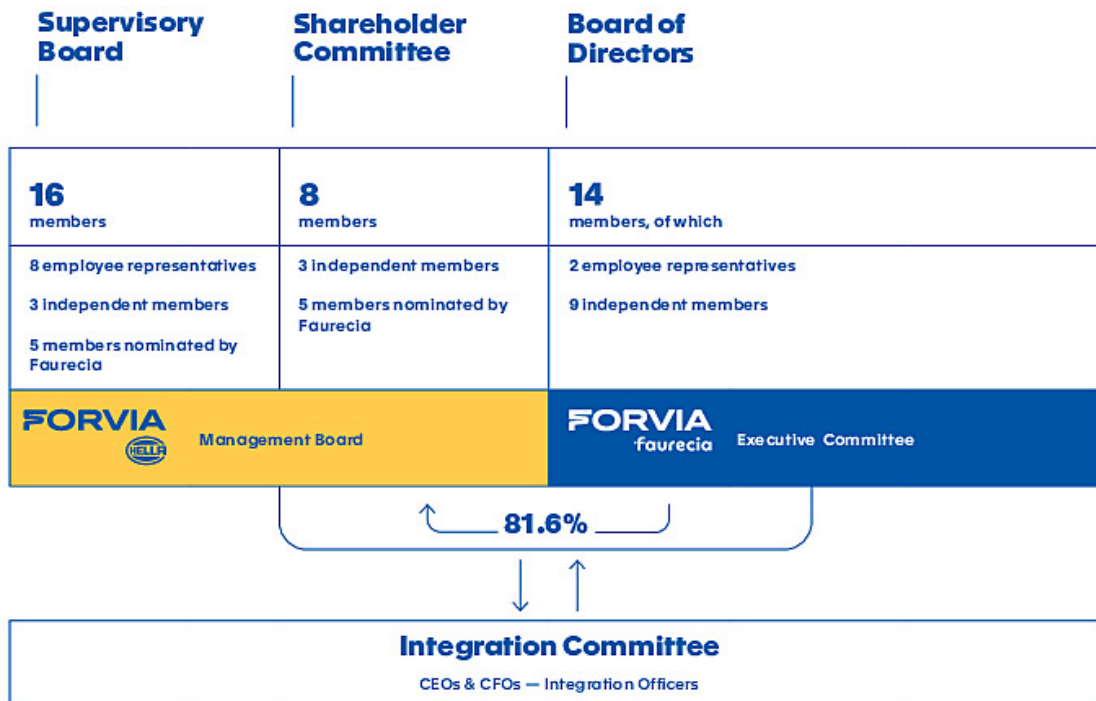 Supervisory
Board
Shareholder
Committee
Board of
Directors
16
members
8
members
14
members, of which
8 employee representatives
3 independent members
5 members nominated by
Faurecia
3 independent members
5 members nominated by
Faurecia
2 employee representatives
9 independent members
FORVIA
HELLA
Management Board
FORVIA
faurecia
Executive Committee
81.6%
Integration Committee
CEOs & CFOs — Integration Officers